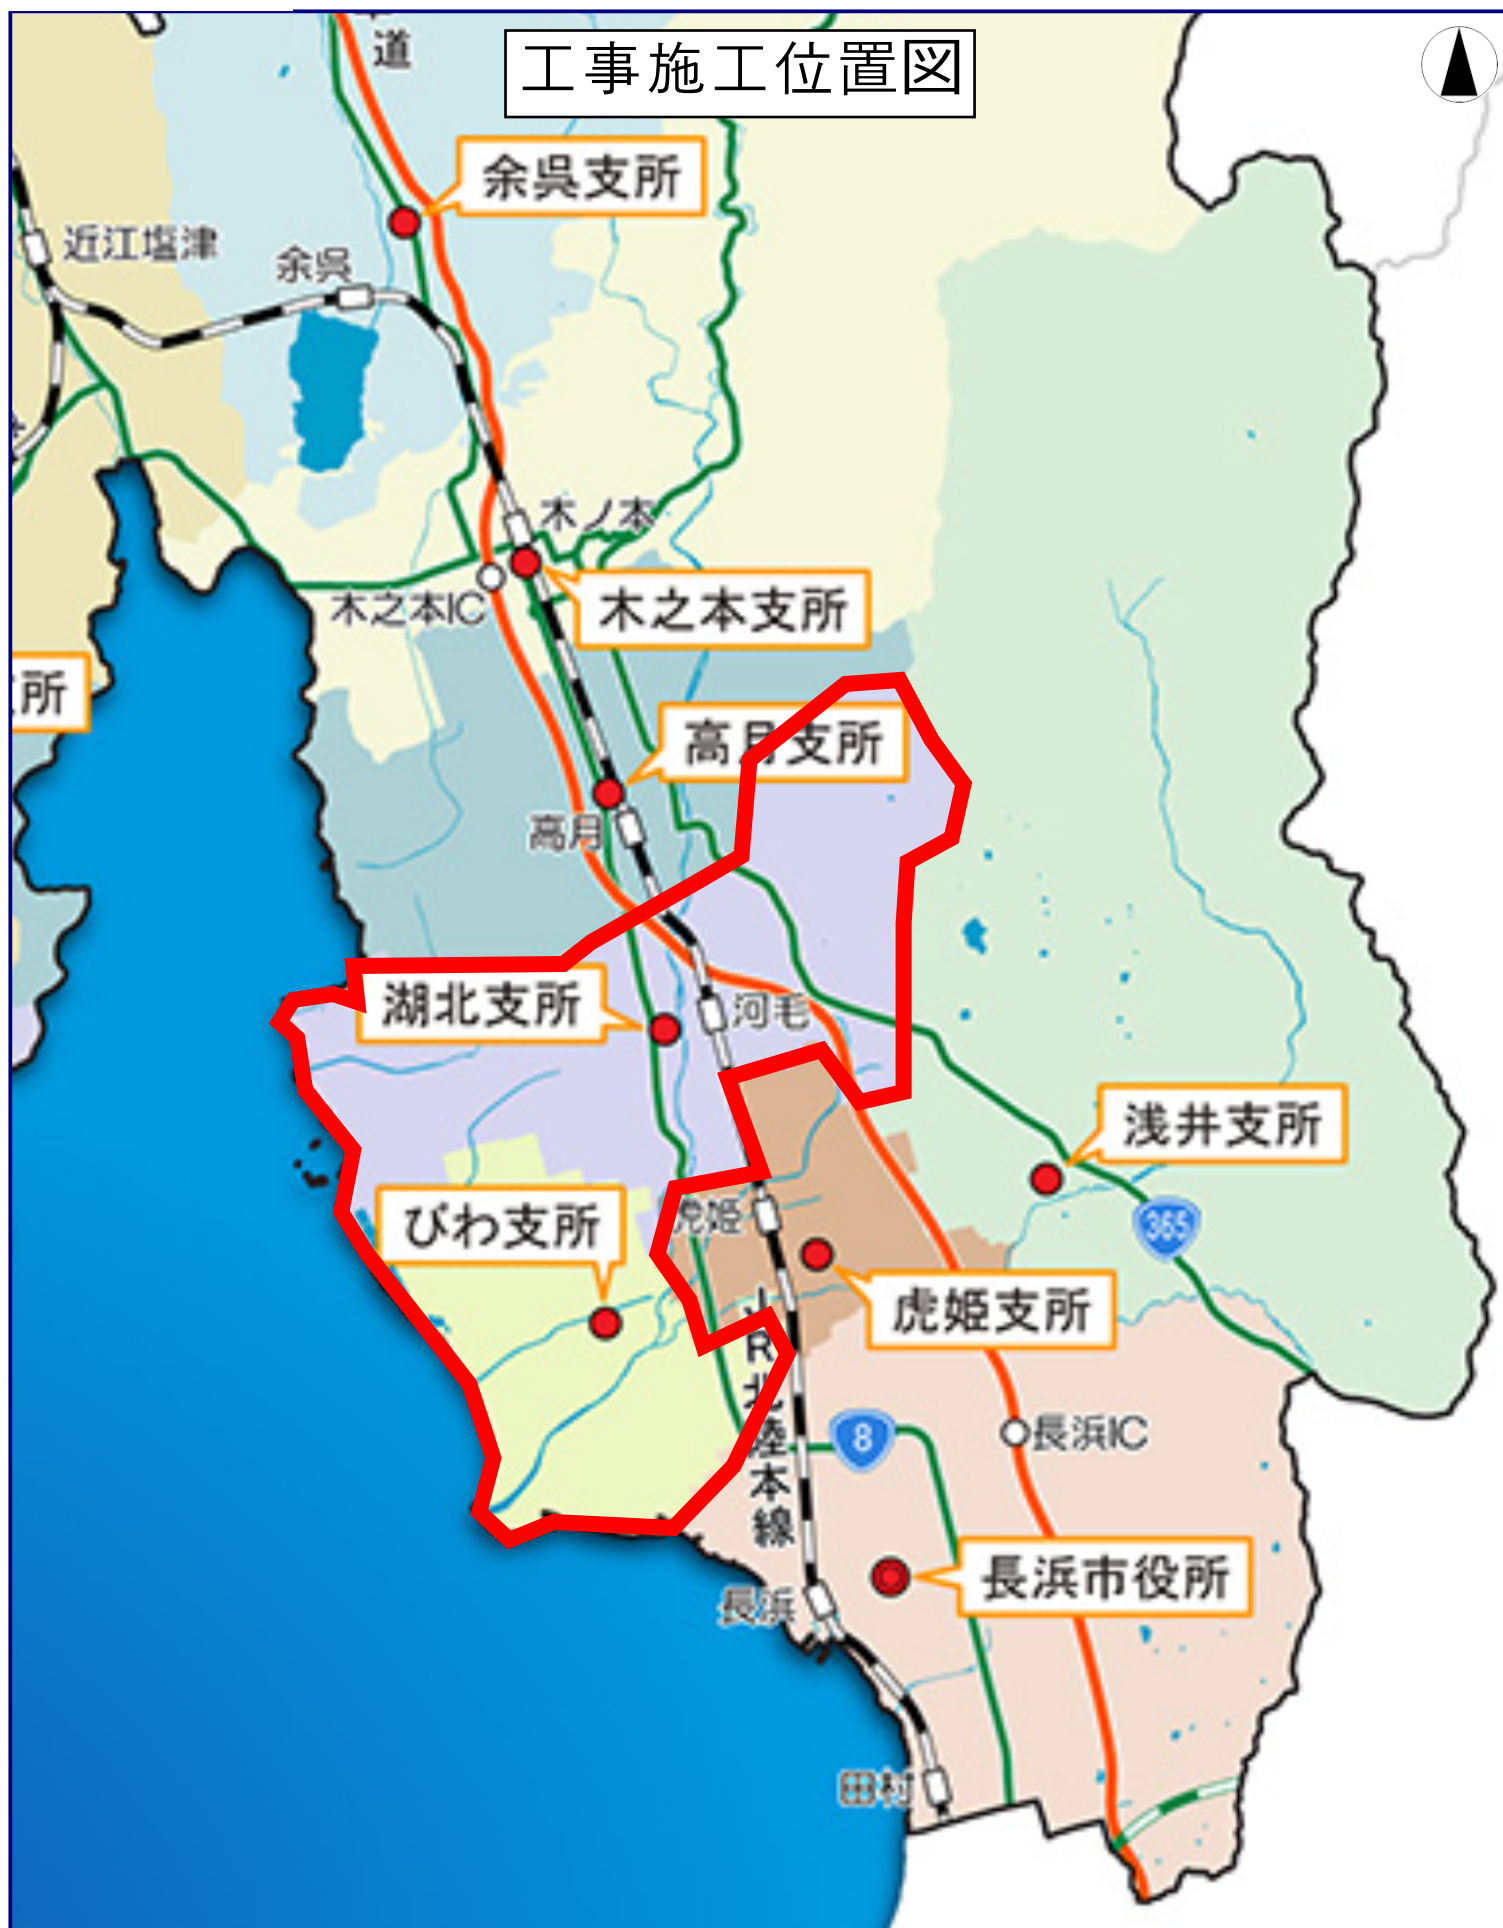 道
工事施工位置図
余呉支所
近江塩津
余呉
木ノ本
木之本IC
木之本支所
所
高月支所
高月
湖北支所
河毛
浅井支所
365
びわ支所
虎姫
虎姫支所
JR北陸本線
8
長浜IC
長浜市役所
長浜
田村